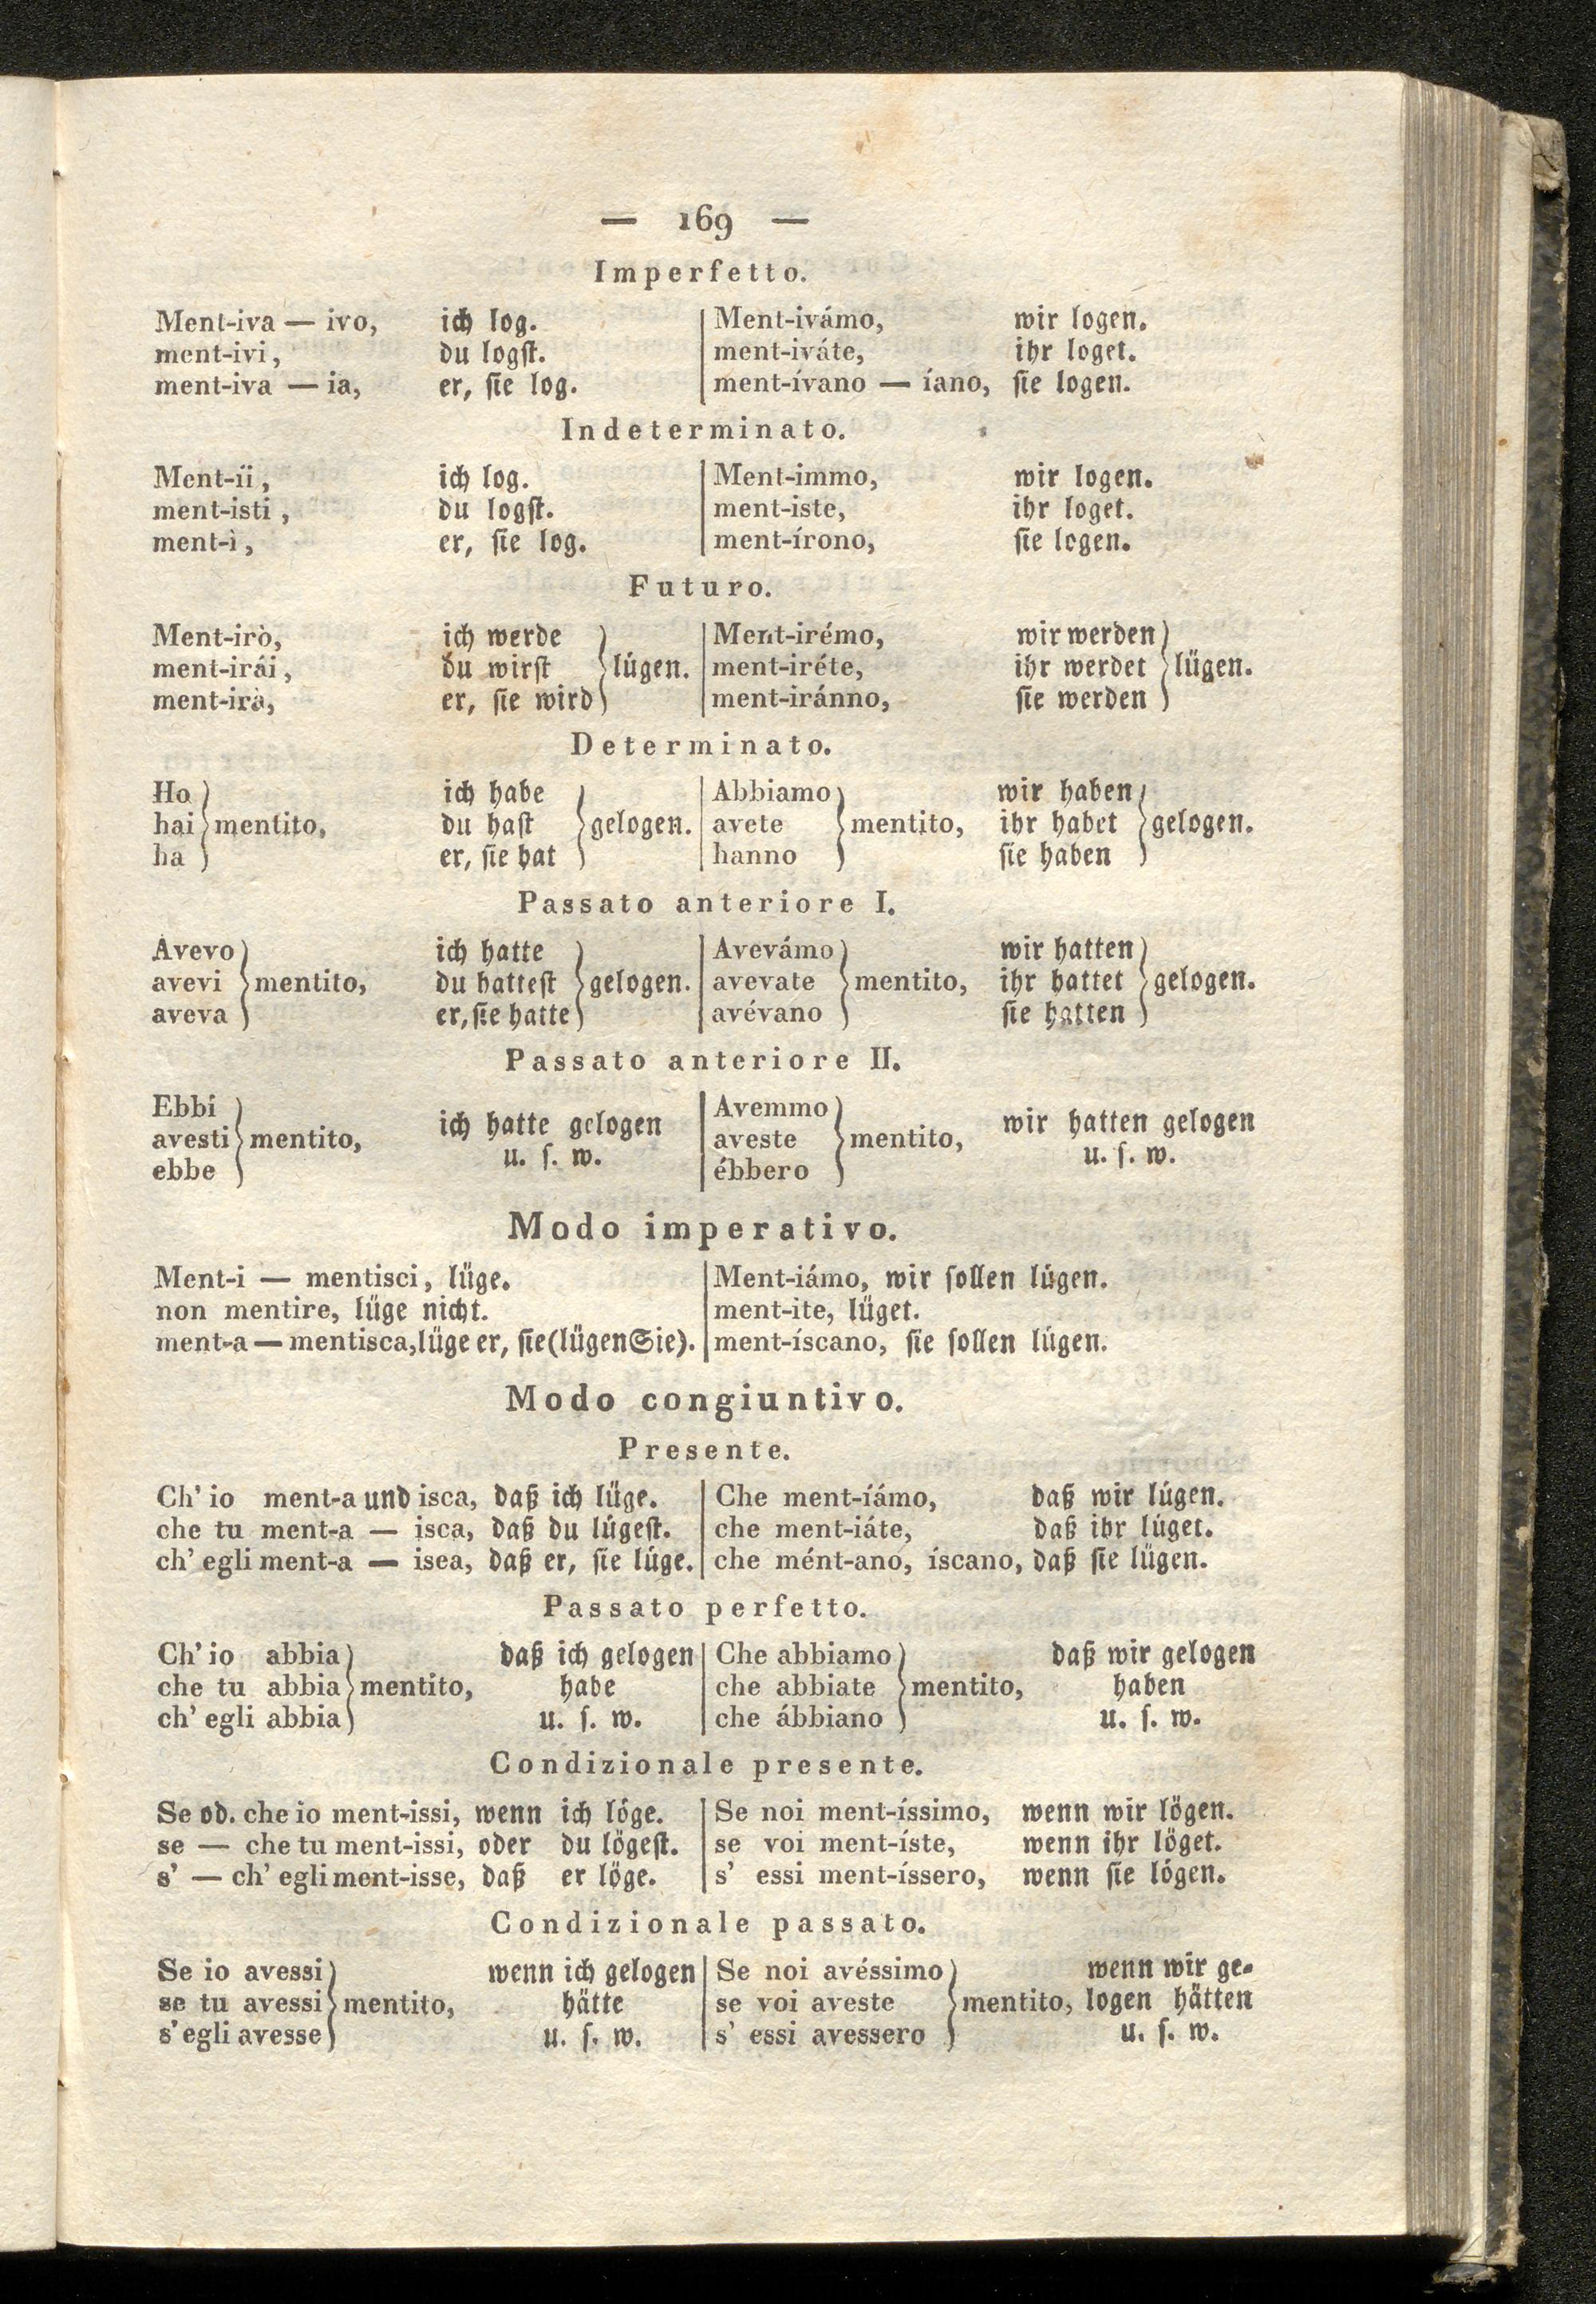 — 169 —
Imperfetto.
Ment-iva — ivo, ich log. Ment-ivámo, wir logen.
ment-ivi, du logſt. ment-iváte, ihr loget.
ment-iva — ia, er, ſie log. ment-ívano — íano, ſie logen.
Indeterminato.
Ment-íi, ich log. Ment-immo, wir logen.
ment-isti, du logſt. ment-iste, ihr loget.
ment-ì, er, ſie log. ment-írono, ſie logen.
Futuro.
Ment-irò, ich werde Ment-irémo, wir werden
ment-irái, du wirſt lúgen. ment-iréte, ihr werdet lügen.
ment-irà, er, ſie wird ment-iránno, ſie werden
Determinato.
Ho ich habe Abbiamo wir haben
hai mentito, du haſt gelogen. avete mentito, ihr habet gelogen.
ha er, ſie hat hanno ſie haben
Passato anteriore I.
Avevo ich hatte Avevámo wir hatten
avevi mentito, du hatteſt gelogen. avevate mentito, ihr hattet gelogen.
aveva er, ſie hatte avévano ſie hatten
Passato anteriore II.
Ebbi ich hatte gelogen Avemmo wir hatten gelogen
avesti mentito, u. ſ. w. aveste mentito, u. ſ. w.
ebbe ébbero
Modo imperativo.
Ment-i — mentisci, lüge. Ment-iámo, wir ſollen lúgen.
non mentire, lüge nicht. ment-ite, lüget.
ment-a — mentisca, lüge er, ſie (lügen Sie). ment-íscano, ſie ſollen lúgen.
Modo congiuntivo.
Presente.
Ch' io ment-a und isca, daß ich lüge. Che ment-íámo, daß wir lúgen.
che tu ment-a — isca, daß du lúgeſt. che ment-iáte, daß ihr lúget.
ch' egli ment-a — isea, daß er, ſie lúge. che mént-ano, íscano, daß ſie lügen.
Passato perfetto.
Ch' io abbia daß ich gelogen Che abbiamo daß wir gelogen
che tu abbia mentito, habe che abbiate mentito, haben
ch' egli abbia u. ſ. w. che ábbiano u. ſ. w.
Condizionale presente.
Se od. che io ment-issi, wenn ich lóge. Se noi ment-íssimo, wenn wir lögen.
se — che tu ment-issi, oder du lögeſt. se voi ment-íste, wenn ihr löget.
s' — ch' egli ment-isse, daß er löge. s' essi ment-íssero, wenn ſie lógen.
Condizionale passato.
Se io avessi wenn ich gelogen Se noi avéssimo wenn wir ge-
se tu avessi mentito, hätte se voi aveste mentito, logen hätten
s' egli avesse u. ſ. w. s' essi avessero u. ſ. w.